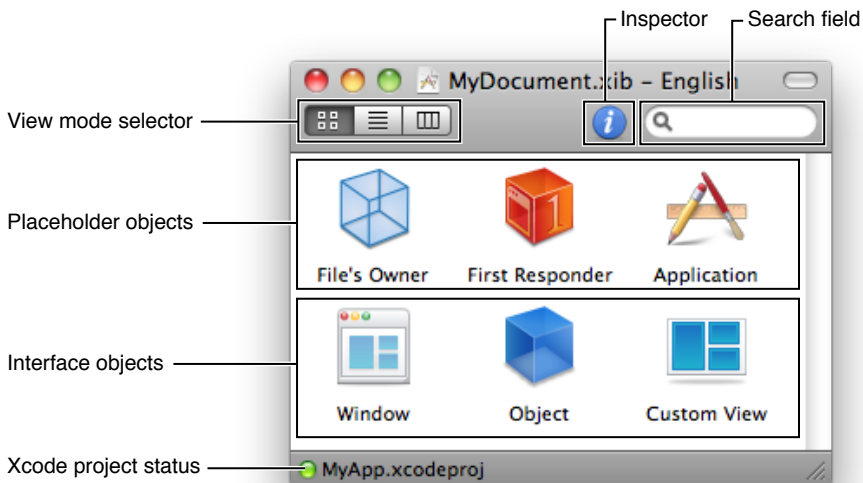 Inspector
Search field
MyDocument.xib – English
View mode selector
Placeholder objects
File's Owner
First Responder
Application
Interface objects
Window
Object
Custom View
Xcode project status
MyApp.xcodeproj